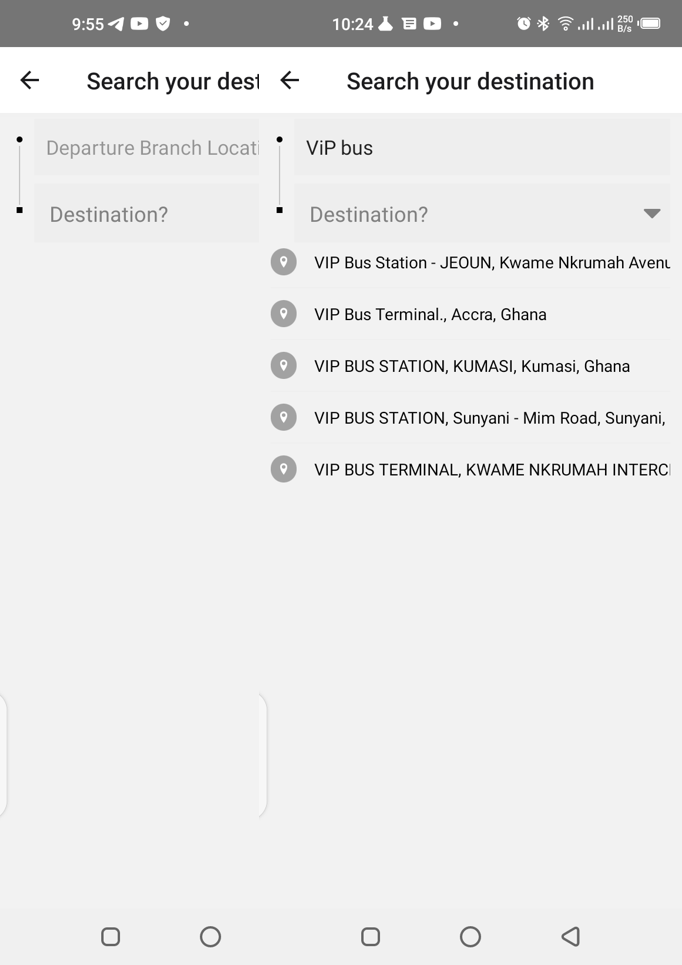 9:55
Search your dest
Departure Branch Locati
Destination?
10:24
250
B/s
Search your destination
ViP bus
Destination?
VIP Bus Station - JEOUN, Kwame Nkrumah Avenu
VIP Bus Terminal., Accra, Ghana
VIP BUS STATION, KUMASI, Kumasi, Ghana
VIP BUS STATION, Sunyani - Mim Road, Sunyani,
VIP BUS TERMINAL, KWAME NKRUMAH INTERC